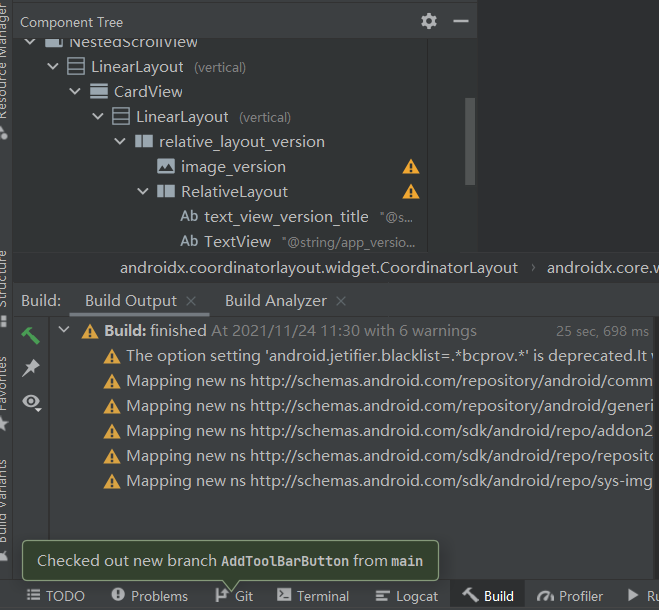 Resource Manager
Component Tree
NestedScrollView
LinearLayout (vertical)
CardView
LinearLayout (vertical)
relative_layout_version
image_version
RelativeLayout
Ab text_view_version_title "@s...
Ab TextView "@string/app_versio...
androidx.coordinatorlayout.widget.CoordinatorLayout › androidx.core.w
Structure
Build: Build Output × Build Analyzer ×
Build: finished At 2021/11/24 11:30 with 6 warnings 25 sec, 698 ms
The option setting 'android.jetifier.blacklist=.*bcprov.*' is deprecated.It
Mapping new ns http://schemas.android.com/repository/android/comm
Mapping new ns http://schemas.android.com/repository/android/generi
Mapping new ns http://schemas.android.com/sdk/android/repo/addon2
Mapping new ns http://schemas.android.com/sdk/android/repo/reposito
Mapping new ns http://schemas.android.com/sdk/android/repo/sys-img
Favorites
Build Variants
Checked out new branch AddToolBarButton from main
TODO Problems Git Terminal Logcat Build Profiler Ru